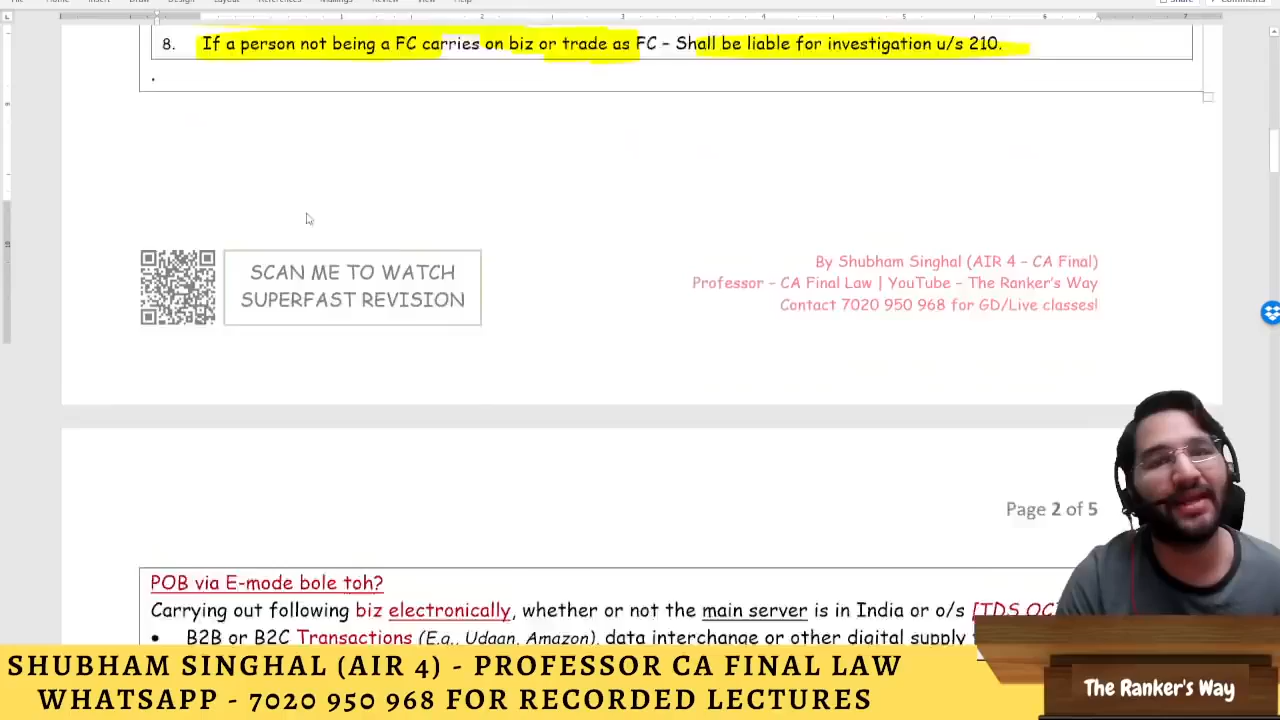 8. If a person not being a FC carries on biz or trade as FC – Shall be liable for investigation u/s 210.
.
SCAN ME TO WATCH
SUPERFAST REVISION
By Shubham Singhal (AIR 4 – CA Final)
Professor – CA Final Law | YouTube – The Ranker's Way
Contact 7020 950 968 for GD/Live classes!
Page 2 of 5
POB via E-mode bole toh?
Carrying out following biz electronically, whether or not the main server is in India or o/s [TDS OC
• B2B or B2C Transactions (E.g., Udaan, Amazon), data interchange or other digital supply
SHUBHAM SINGHAL (AIR 4) - PROFESSOR CA FINAL LAW
WHATSAPP - 7020 950 968 FOR RECORDED LECTURES
The Ranker's Way